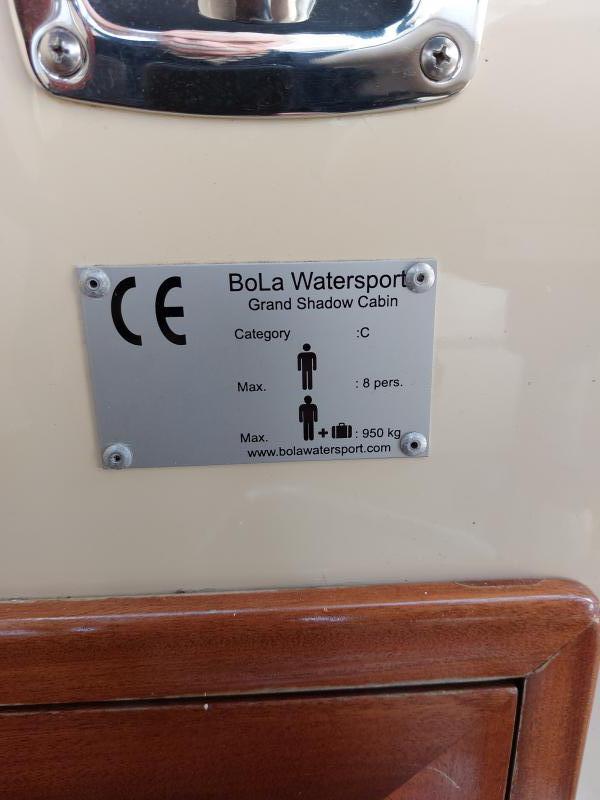 CE
BoLa Watersport
Grand Shadow Cabin
Category :C
Max. : 8 pers.
Max. + : 950 kg
www.bolawatersport.com